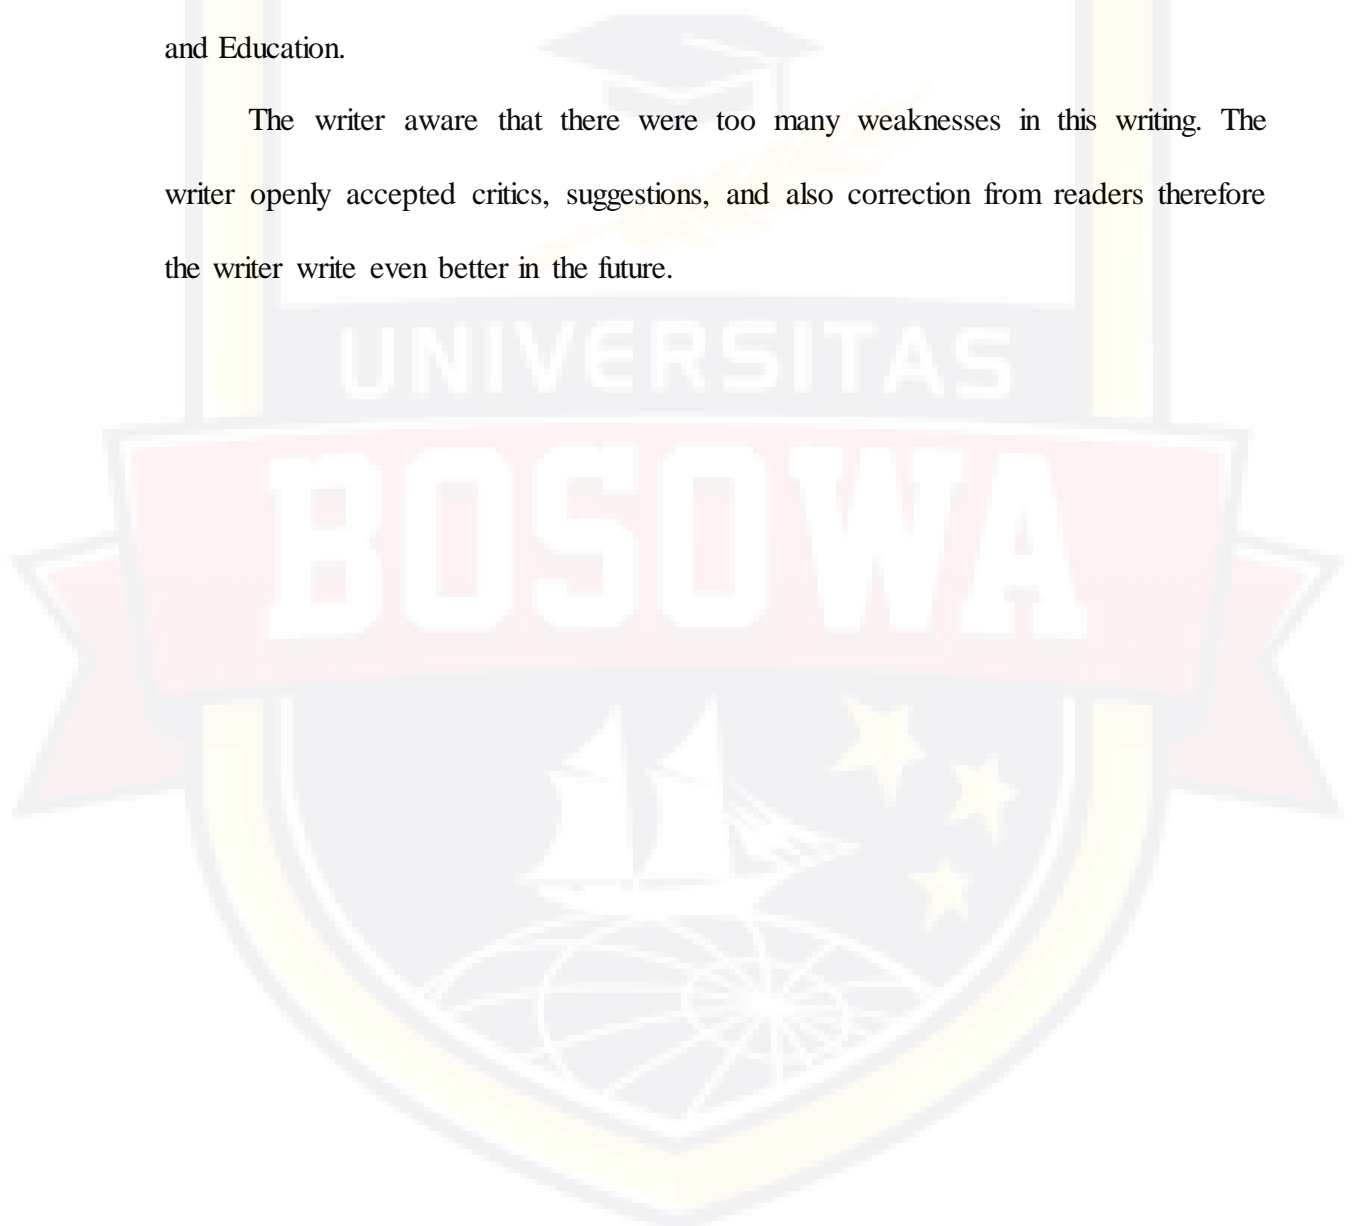 and Education.
The writer aware that there were too many weaknesses in this writing. The
writer openly accepted critics, suggestions, and also correction from readers therefore
the writer write even better in the future.
UNIVERSITAS
BOSOWA